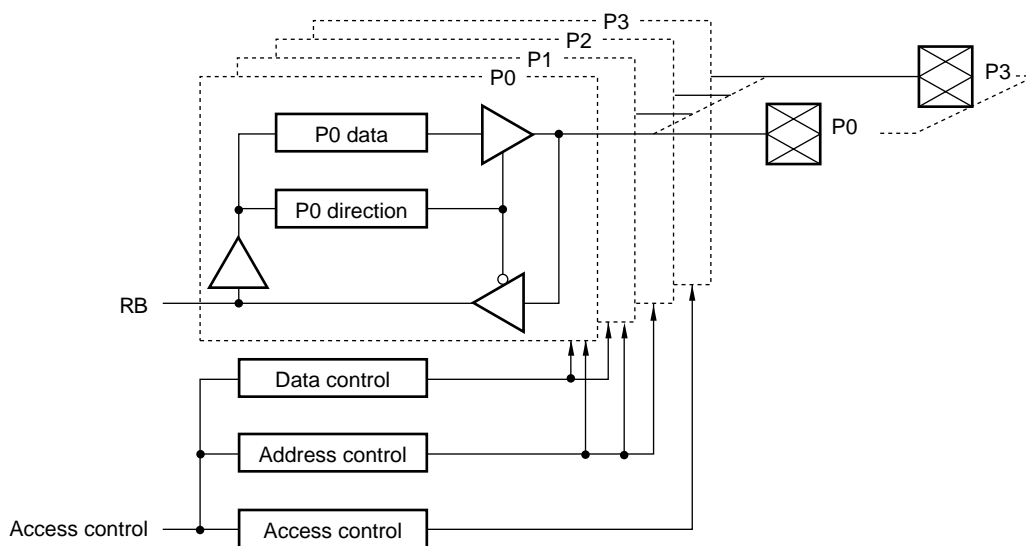 P3
P2
P1
P0
P3
P0 data
P0
P0 direction
RB
Data control
Address control
Access control
Access control